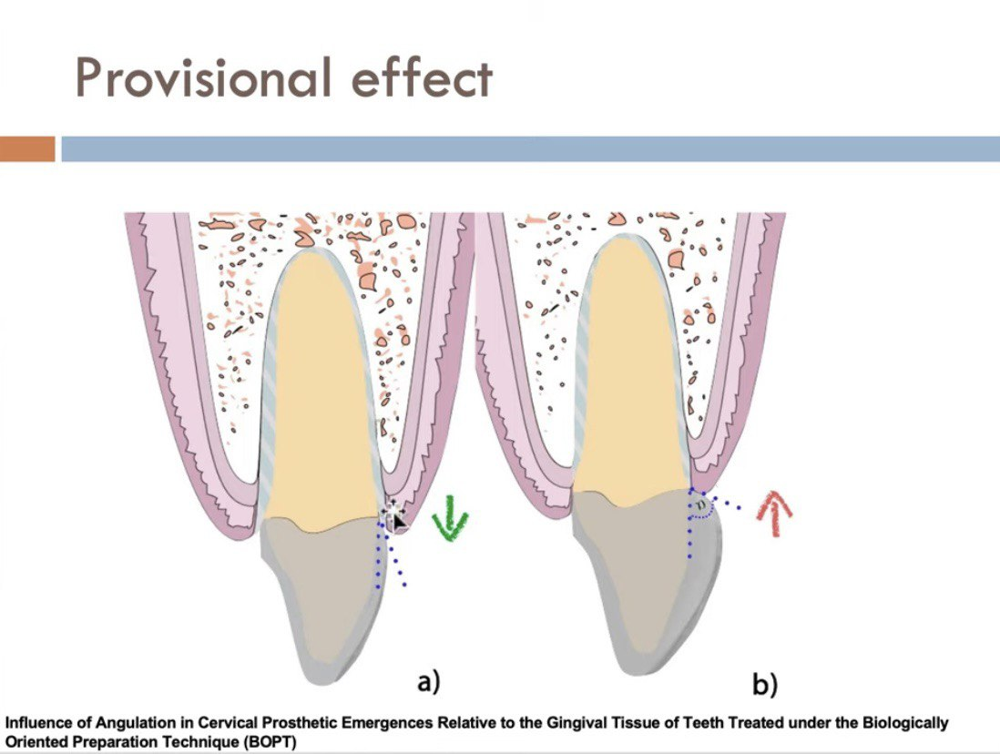 Provisional effect
a)
b)
Influence of Angulation in Cervical Prosthetic Emergences Relative to the Gingival Tissue of Teeth Treated under the Biologically
Oriented Preparation Technique (BOPT)